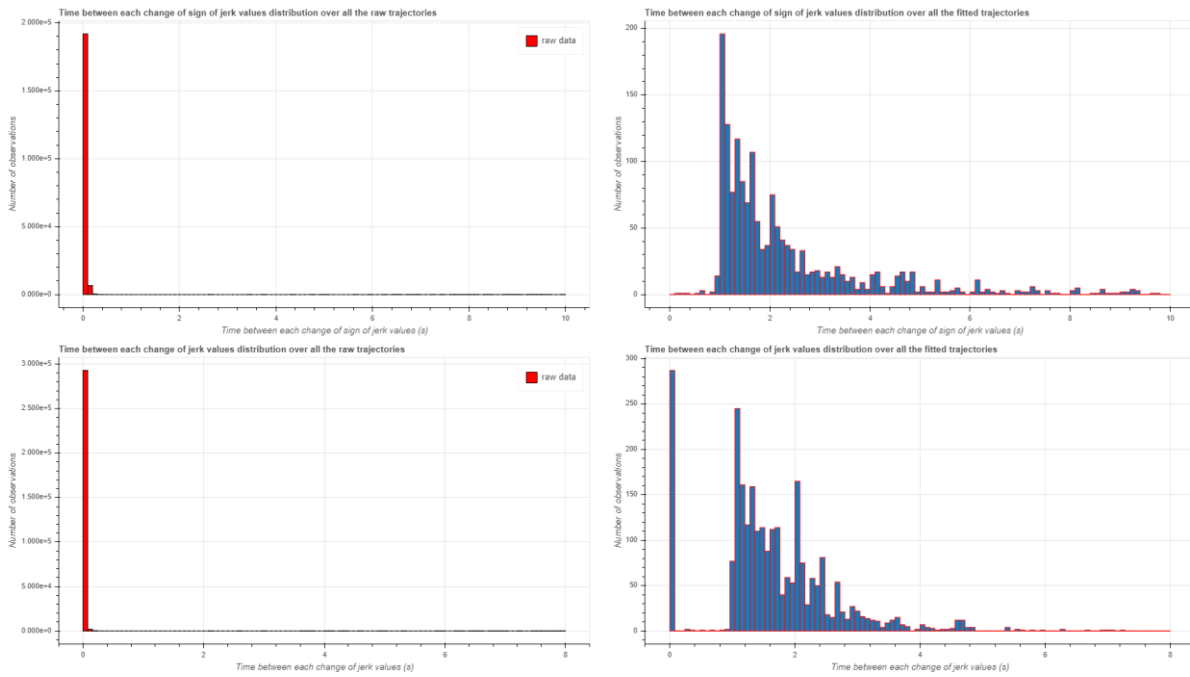 Time between each change of sign of jerk values distribution over all the raw trajectories
2.000e+5
1.500e+5
1.000e+5
5.000e+4
0.000e+0
Number of observations
raw data
0 2 4 6 8 10
Time between each change of sign of jerk values (s)
Time between each change of sign of jerk values distribution over all the fitted trajectories
200
150
100
50
0
Number of observations
0 2 4 6 8 10
Time between each change of sign of jerk values (s)
Time between each change of jerk values distribution over all the raw trajectories
3.000e+5
2.500e+5
2.000e+5
1.500e+5
1.000e+5
5.000e+4
0.000e+0
Number of observations
raw data
0 2 4 6 8
Time between each change of jerk values (s)
Time between each change of jerk values distribution over all the fitted trajectories
300
250
200
150
100
50
0
Number of observations
0 2 4 6 8
Time between each change of jerk values (s)